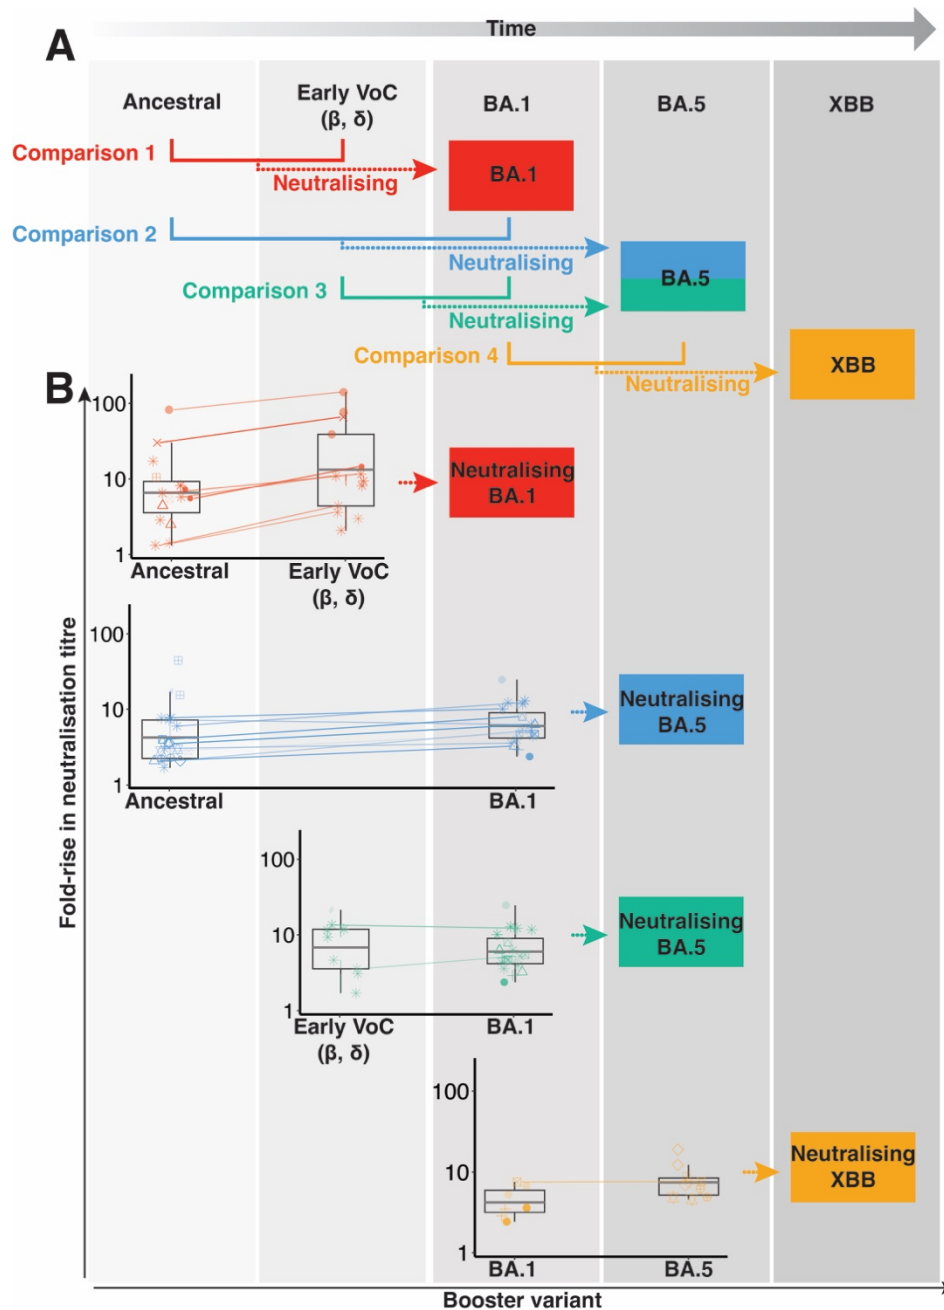 Time
A
Ancestral
Early VoC
(β, δ)
BA.1
BA.5
XBB
Comparison 1
Neutralising
BA.1
Comparison 2
Neutralising
BA.5
Comparison 3
Neutralising
Comparison 4
Neutralising
XBB
B
Fold-rise in neutralisation titre
100
10
1
Ancestral
Early VoC
(β, δ)
Neutralising
BA.1
100
10
1
Ancestral
BA.1
Neutralising
BA.5
100
10
1
Early VoC
(β, δ)
BA.1
Neutralising
BA.5
100
10
1
BA.1
BA.5
Neutralising
XBB
Booster variant